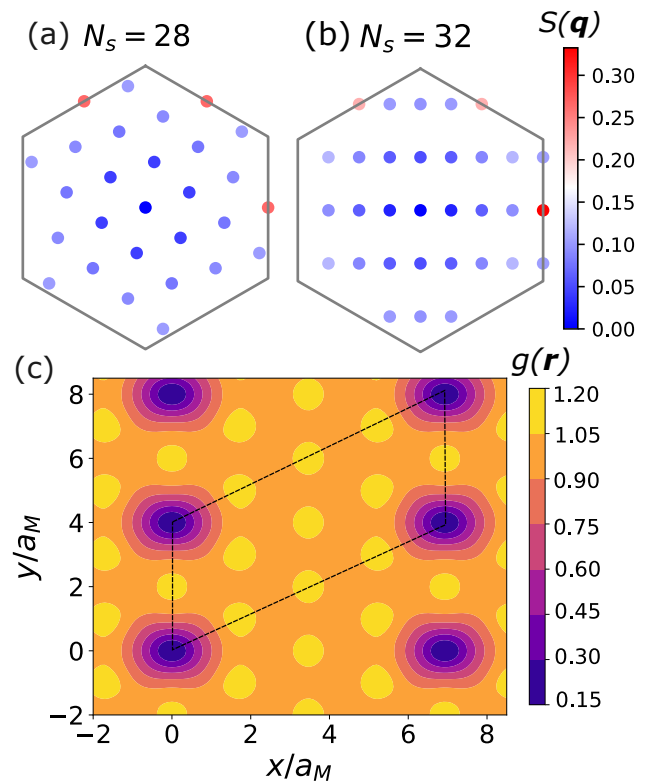 (a) N_s = 28
(b) N_s = 32
S(q)
0.30
0.25
0.20
0.15
0.10
0.05
0.00
(c)
g(r)
8
6
4
2
0
−2
y/a_M
−2 0 2 4 6 8
x/a_M
1.20
1.05
0.90
0.75
0.60
0.45
0.30
0.15